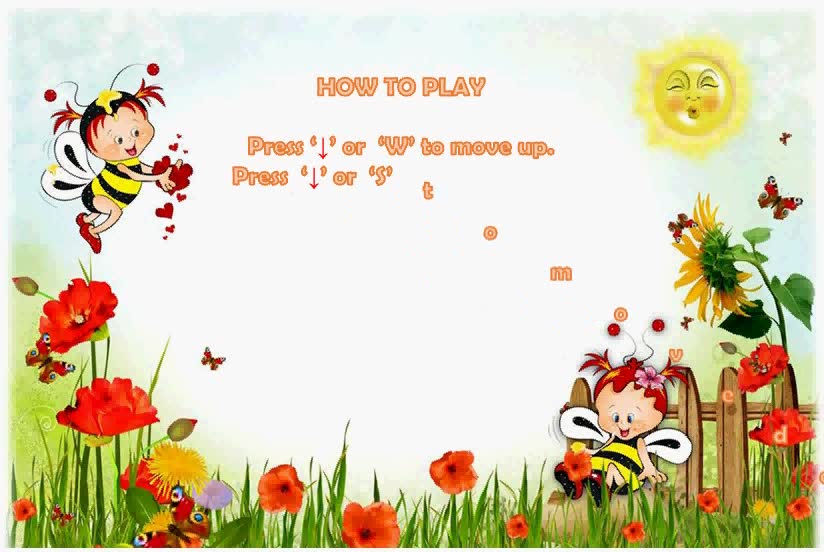 HOW TO PLAY
Press ‘↓’ or ‘W’ to move up.
Press ‘↓’ or ‘S’ t o m o v e d